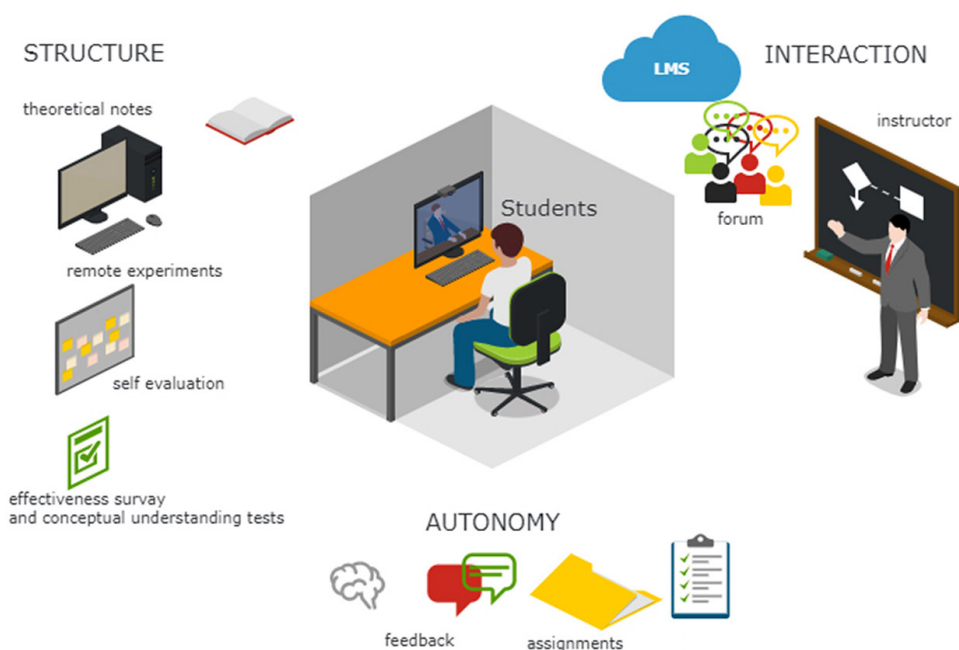 STRUCTURE
theoretical notes
remote experiments
self evaluation
effectiveness survay
and conceptual understanding tests
Students
LMS
INTERACTION
instructor
forum
AUTONOMY
feedback
assignments